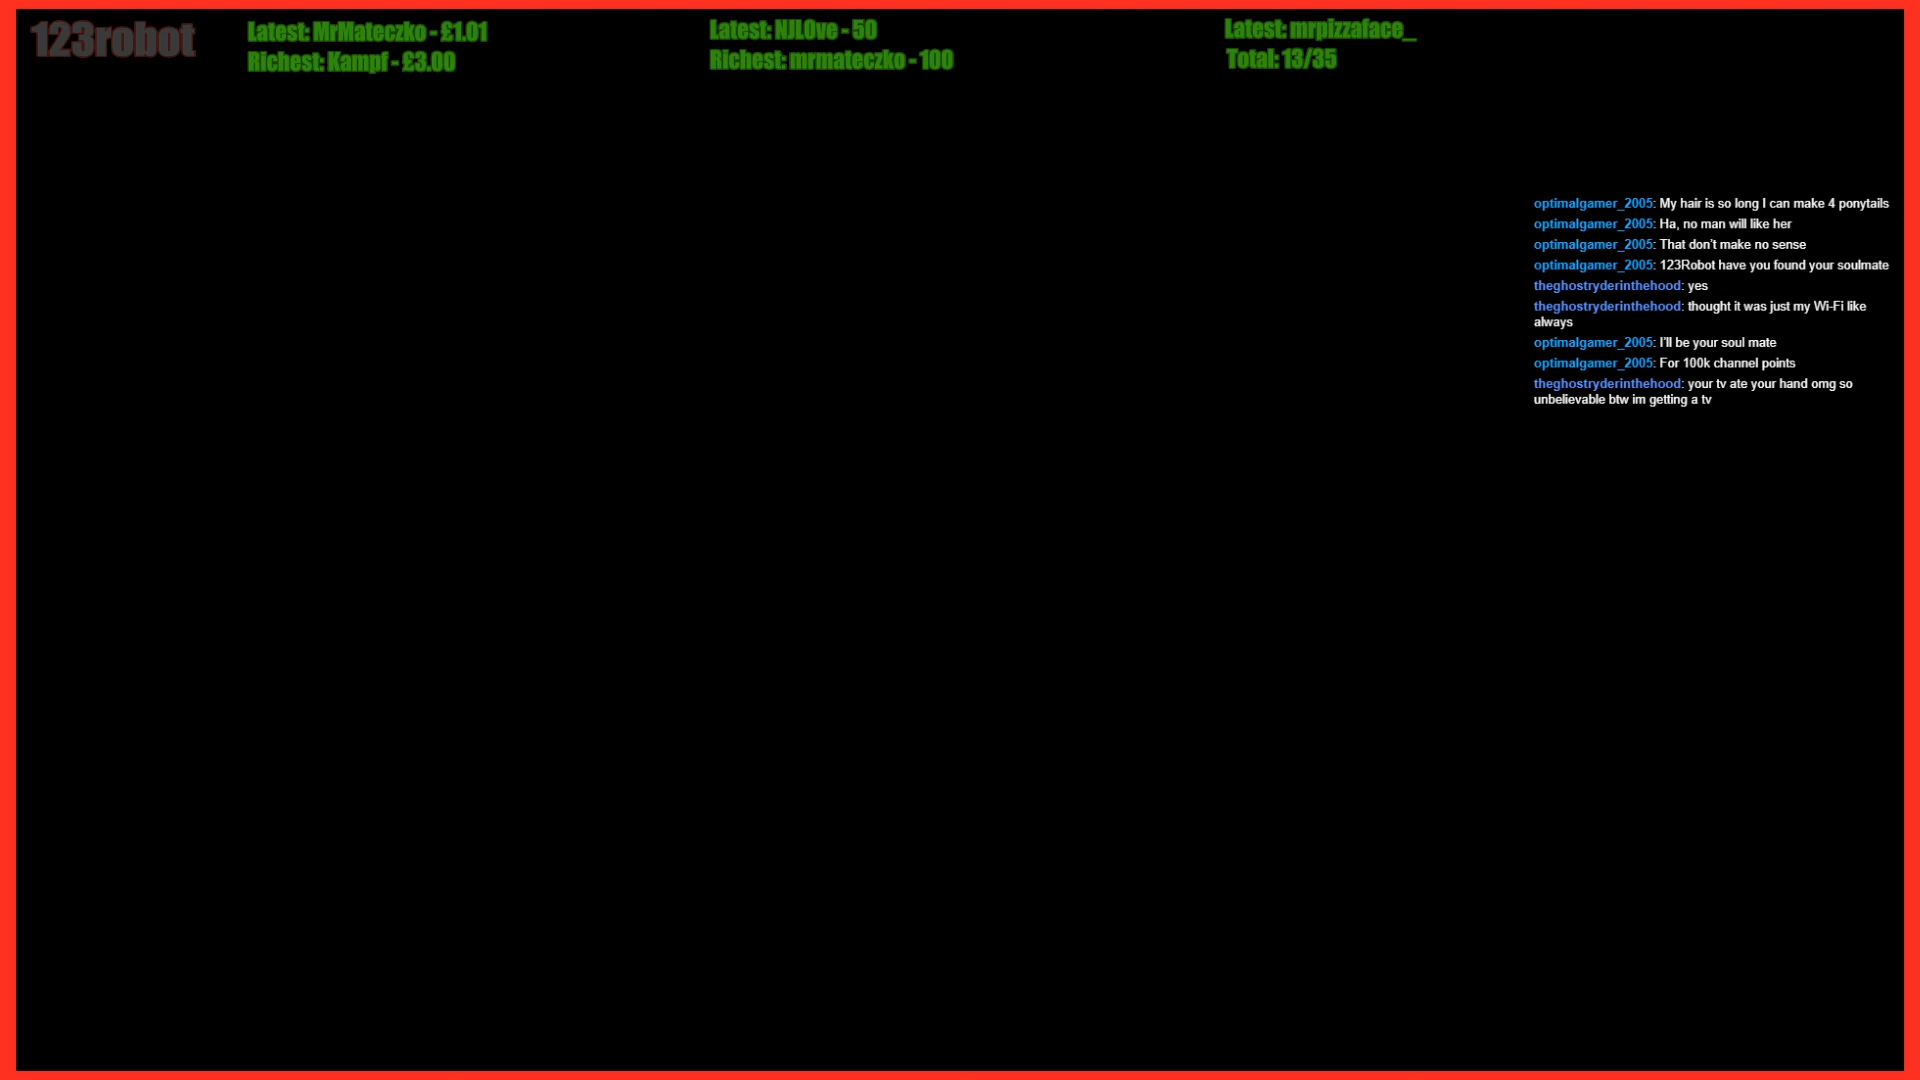 123robot
Latest: MrMateczko - £1.01
Richest: Kampf - £3.00
Latest: NJL0ve - 50
Richest: mrmateczko - 100
Latest: mrpizzaface_
Total: 13/35
optimalgamer_2005: My hair is so long I can make 4 ponytails
optimalgamer_2005: Ha, no man will like her
optimalgamer_2005: That don't make no sense
optimalgamer_2005: 123Robot have you found your soulmate
theghostryderinthehood: yes
theghostryderinthehood: thought it was just my Wi-Fi like
always
optimalgamer_2005: I'll be your soul mate
optimalgamer_2005: For 100k channel points
theghostryderinthehood: your tv ate your hand omg so
unbelievable btw im getting a tv